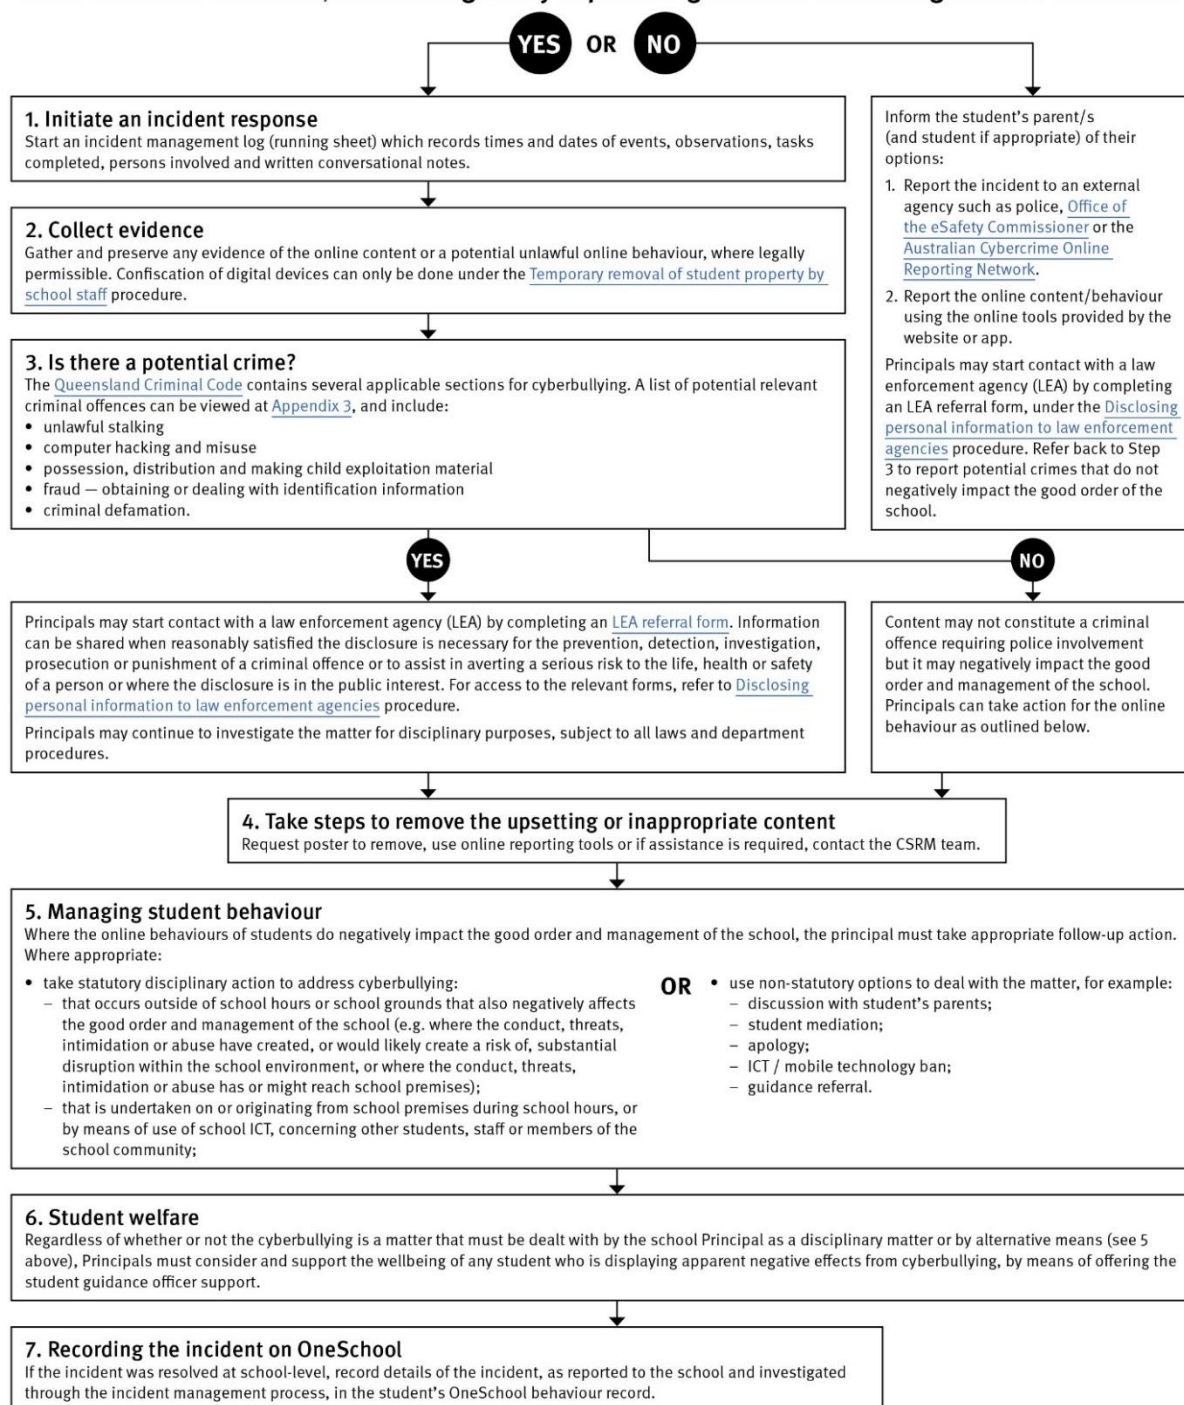 YES OR NO
1. Initiate an incident response
Start an incident management log (running sheet) which records times and dates of events, observations, tasks
completed, persons involved and written conversational notes.
2. Collect evidence
Gather and preserve any evidence of the online content or a potential unlawful online behaviour, where legally
permissible. Confiscation of digital devices can only be done under the Temporary removal of student property by
school staff procedure.
3. Is there a potential crime?
The Queensland Criminal Code contains several applicable sections for cyberbullying. A list of potential relevant
criminal offences can be viewed at Appendix 3, and include:
• unlawful stalking
• computer hacking and misuse
• possession, distribution and making child exploitation material
• fraud — obtaining or dealing with identification information
• criminal defamation.
Inform the student's parent/s
(and student if appropriate) of their
options:
1. Report the incident to an external
agency such as police, Office of
the eSafety Commissioner or the
Australian Cybercrime Online
Reporting Network.
2. Report the online content/behaviour
using the online tools provided by the
website or app.
Principals may start contact with a law
enforcement agency (LEA) by completing
an LEA referral form, under the Disclosing
personal information to law enforcement
agencies procedure. Refer back to Step
3 to report potential crimes that do not
negatively impact the good order of the
school.
YES
NO
Principals may start contact with a law enforcement agency (LEA) by completing an LEA referral form. Information
can be shared when reasonably satisfied the disclosure is necessary for the prevention, detection, investigation,
prosecution or punishment of a criminal offence or to assist in averting a serious risk to the life, health or safety
of a person or where the disclosure is in the public interest. For access to the relevant forms, refer to Disclosing
personal information to law enforcement agencies procedure.
Principals may continue to investigate the matter for disciplinary purposes, subject to all laws and department
procedures.
Content may not constitute a criminal
offence requiring police involvement
but it may negatively impact the good
order and management of the school.
Principals can take action for the online
behaviour as outlined below.
4. Take steps to remove the upsetting or inappropriate content
Request poster to remove, use online reporting tools or if assistance is required, contact the CSRM team.
5. Managing student behaviour
Where the online behaviours of students do negatively impact the good order and management of the school, the principal must take appropriate follow-up action.
Where appropriate:
• take statutory disciplinary action to address cyberbullying:
– that occurs outside of school hours or school grounds that also negatively affects
the good order and management of the school (e.g. where the conduct, threats,
intimidation or abuse have created, or would likely create a risk of, substantial
disruption within the school environment, or where the conduct, threats,
intimidation or abuse has or might reach school premises);
– that is undertaken on or originating from school premises during school hours, or
by means of use of school ICT, concerning other students, staff or members of the
school community;
OR
• use non-statutory options to deal with the matter, for example:
– discussion with student's parents;
– student mediation;
– apology;
– ICT / mobile technology ban;
– guidance referral.
6. Student welfare
Regardless of whether or not the cyberbullying is a matter that must be dealt with by the school Principal as a disciplinary matter or by alternative means (see 5
above), Principals must consider and support the wellbeing of any student who is displaying apparent negative effects from cyberbullying, by means of offering the
student guidance officer support.
7. Recording the incident on OneSchool
If the incident was resolved at school-level, record details of the incident, as reported to the school and investigated
through the incident management process, in the student's OneSchool behaviour record.